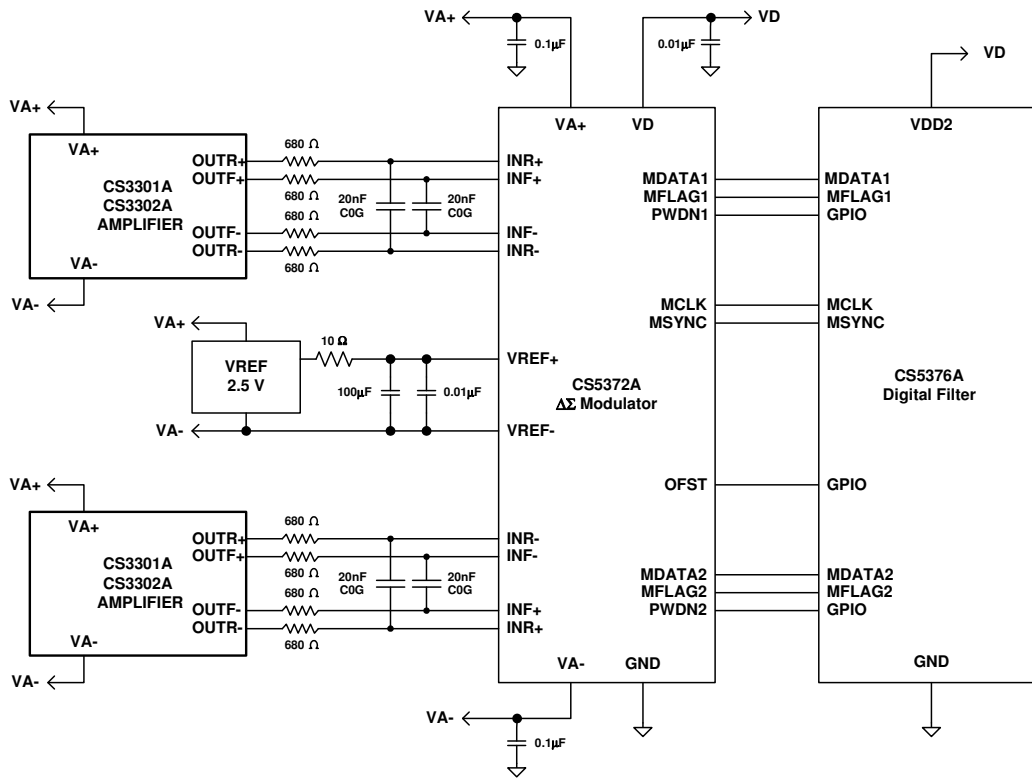 VA+
0.1µF
0.01µF
VD
VD
VA+
VA+
CS3301A
CS3302A
AMPLIFIER
VA-
VA-
OUTR+
OUTF+
OUTF-
OUTR-
680 Ω
680 Ω
680 Ω
680 Ω
20nF
C0G
20nF
C0G
INR+
INF+
INF-
INR-
VA+
VREF
2.5 V
VA-
10 Ω
100µF
0.01µF
VREF+
VREF-
VA+
VD
CS5372A
ΔΣ Modulator
MDATA1
MFLAG1
PWDN1
MCLK
MSYNC
OFST
MDATA2
MFLAG2
PWDN2
VA-
GND
VDD2
MDATA1
MFLAG1
GPIO
MCLK
MSYNC
CS5376A
Digital Filter
GPIO
MDATA2
MFLAG2
GPIO
GND
VA+
VA+
CS3301A
CS3302A
AMPLIFIER
VA-
VA-
OUTR+
OUTF+
OUTF-
OUTR-
680 Ω
680 Ω
680 Ω
680 Ω
20nF
C0G
20nF
C0G
INR-
INF-
INF+
INR+
VA-
0.1µF